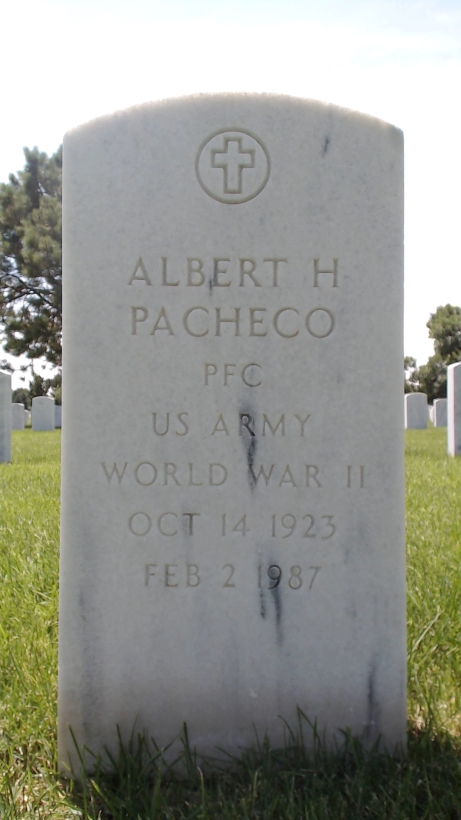 ALBERT H
PACHECO
PFC
US ARMY
WORLD WAR II
OCT 14 1923
FEB 2 1987